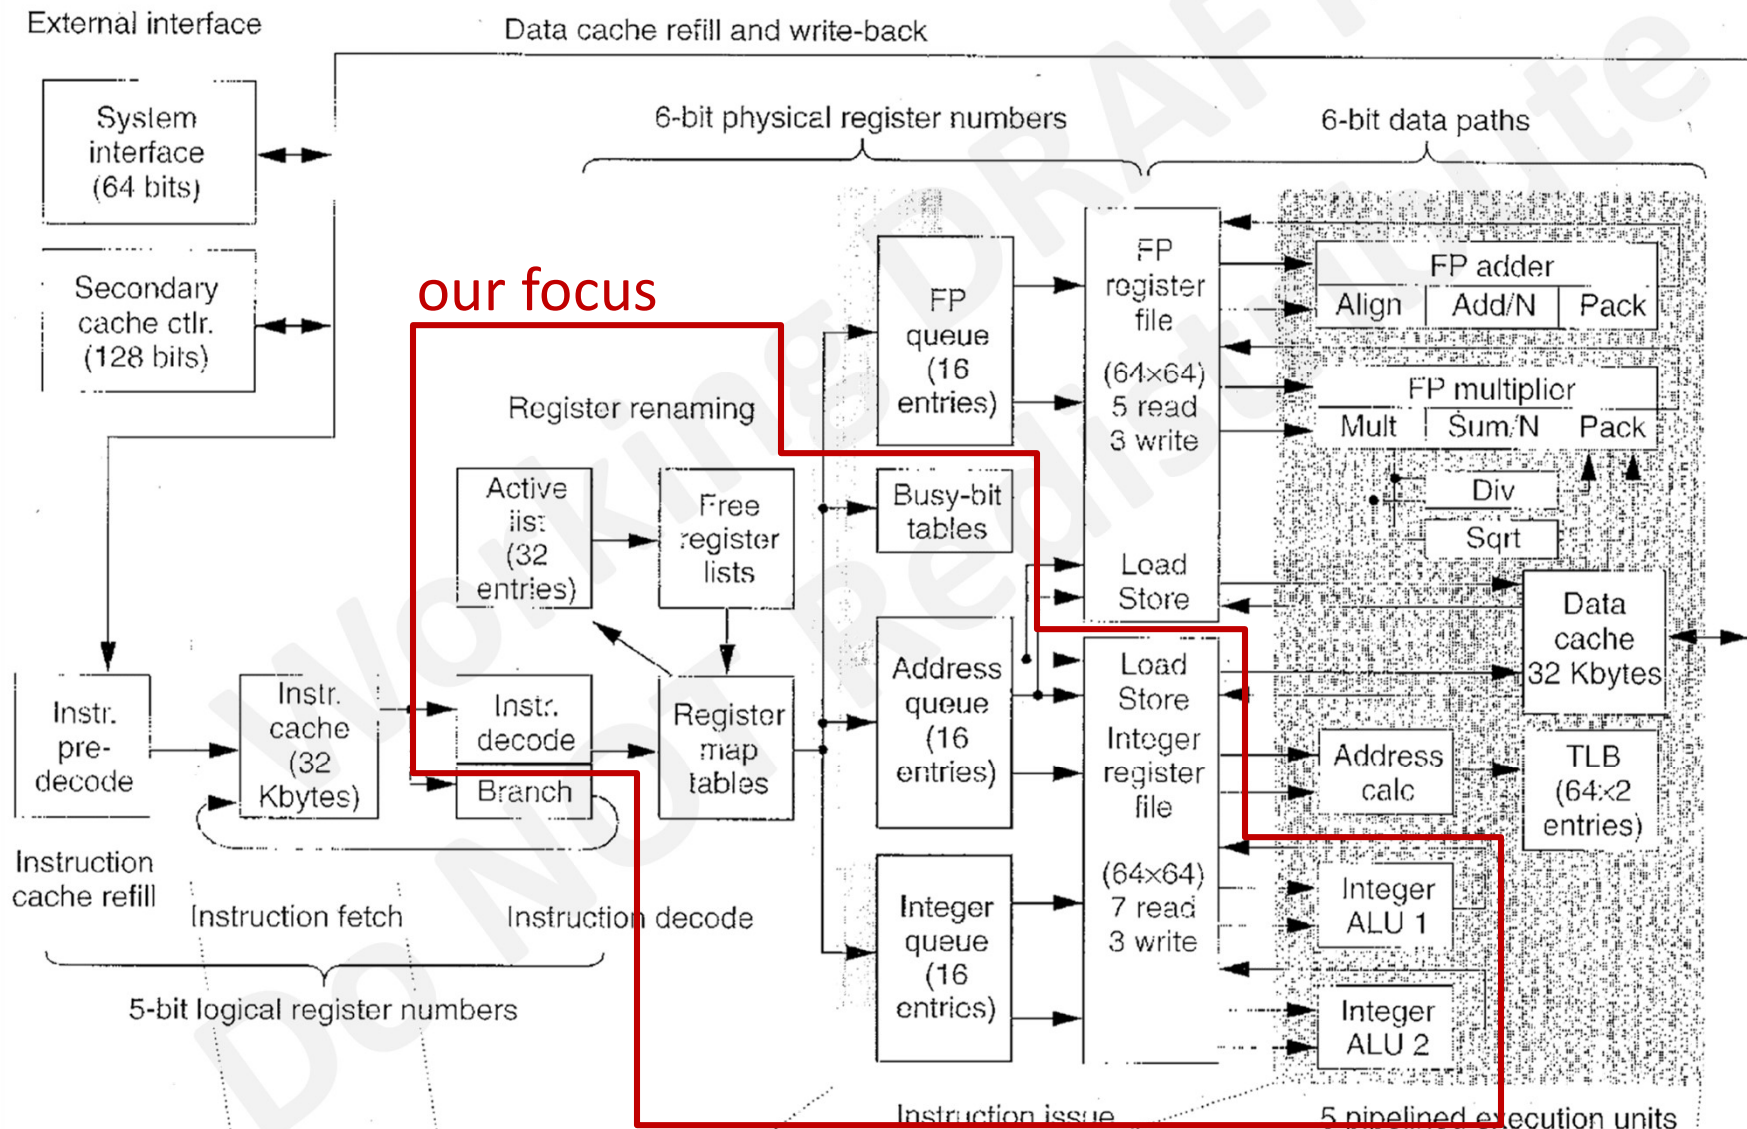 External interface
Data cache refill and write-back
System
interface
(64 bits)
6-bit physical register numbers
6-bit data paths
Secondary
cache ctlr.
(128 bits)
our focus
FP
queue
(16
entries)
FP
register
file
(64×64)
5 read
3 write
Load
Store
FP adder
Align
Add/N
Pack
FP multiplier
Mult
Sum/N
Pack
Div
Sqrt
Register renaming
Active
list
(32
entries)
Free
register
lists
Busy-bit
tables
Data
cache
32 Kbytes
Instr.
pre-
decode
Instr.
cache
(32
Kbytes)
Instr.
decode
Branch
Register
map
tables
Address
queue
(16
entries)
Load
Store
Integer
register
file
(64×64)
7 read
3 write
Address
calc
TLB
(64×2
entries)
Instruction
cache refill
Instruction fetch
Instruction decode
Integer
queue
(16
entries)
Integer
ALU 1
Integer
ALU 2
5-bit logical register numbers
Instruction issue
5 pipelined execution units
Working DRAFT
Do NOT Redistribute